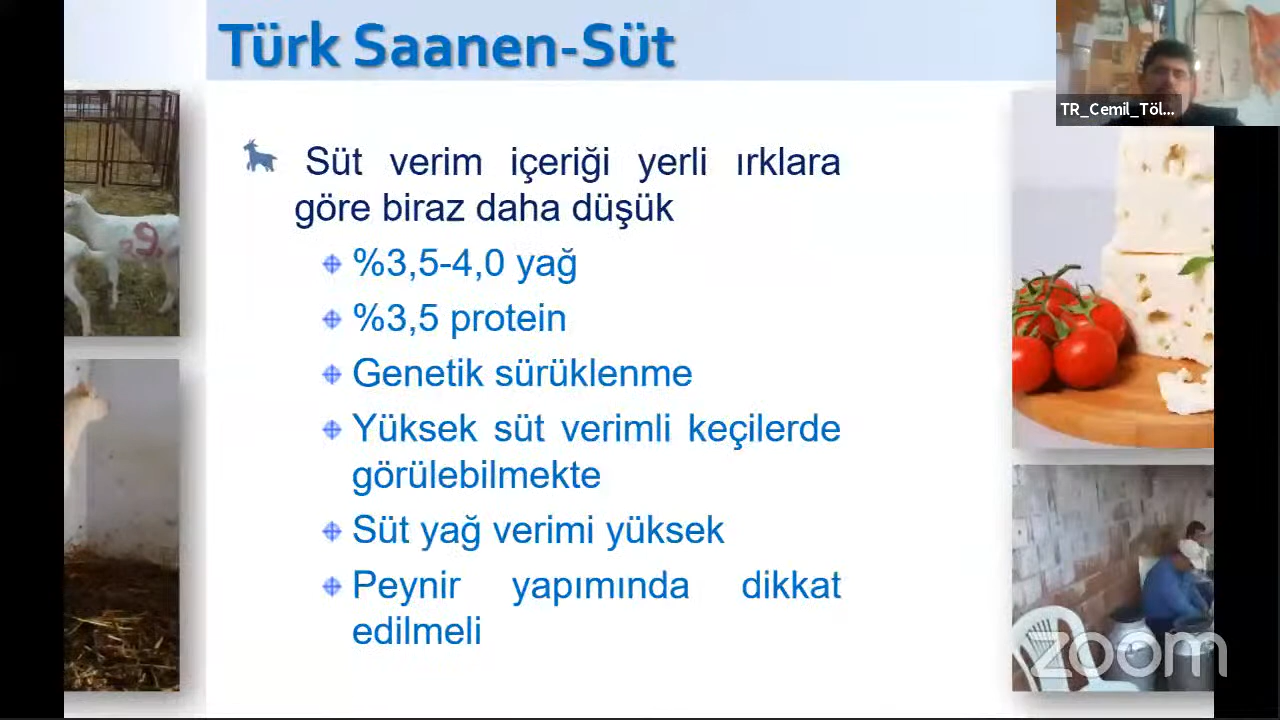 Türk Saanen-Süt
TR_Cemil_Töl...
Süt verim içeriği yerli ırklara
göre biraz daha düşük
%3,5-4,0 yağ
%3,5 protein
Genetik sürüklenme
Yüksek süt verimli keçilerde
görülebilmekte
Süt yağ verimi yüksek
Peynir yapımında dikkat
edilmeli
zoom